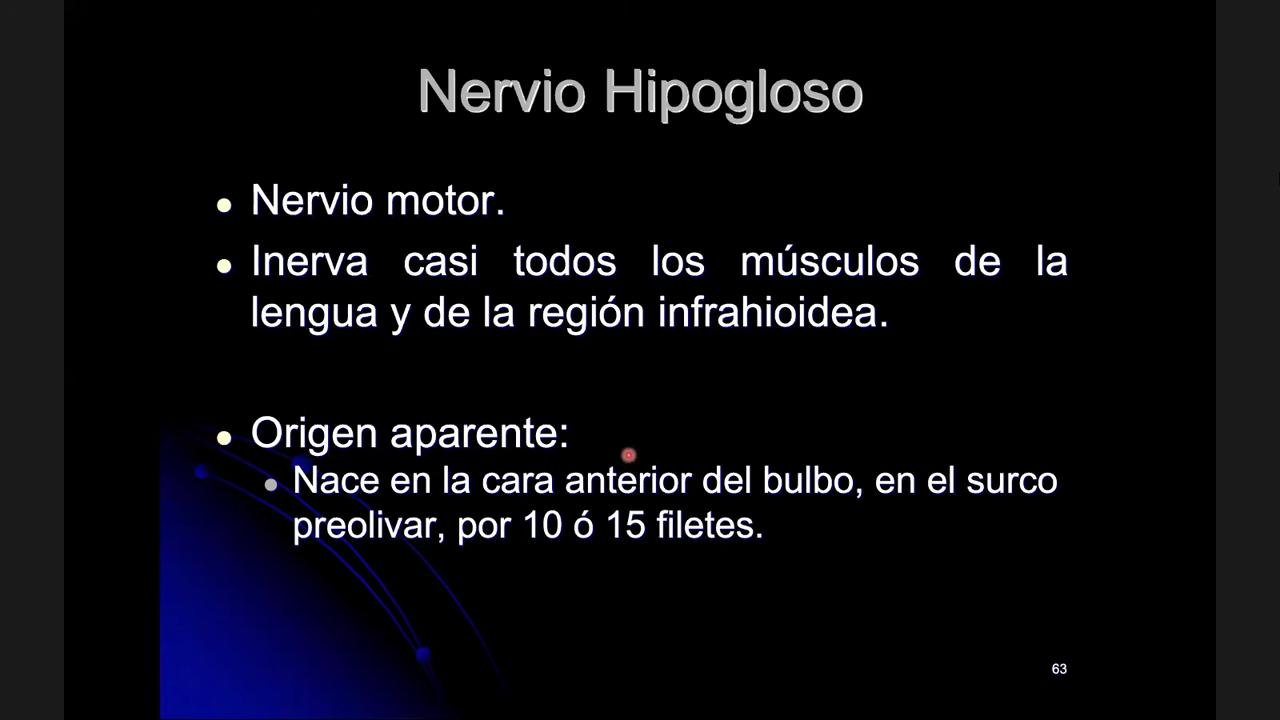 Nervio Hipogloso
Nervio motor.
Inerva casi todos los músculos de la
lengua y de la región infrahioidea.
Origen aparente:
Nace en la cara anterior del bulbo, en el surco
preolivar, por 10 ó 15 filetes.
63